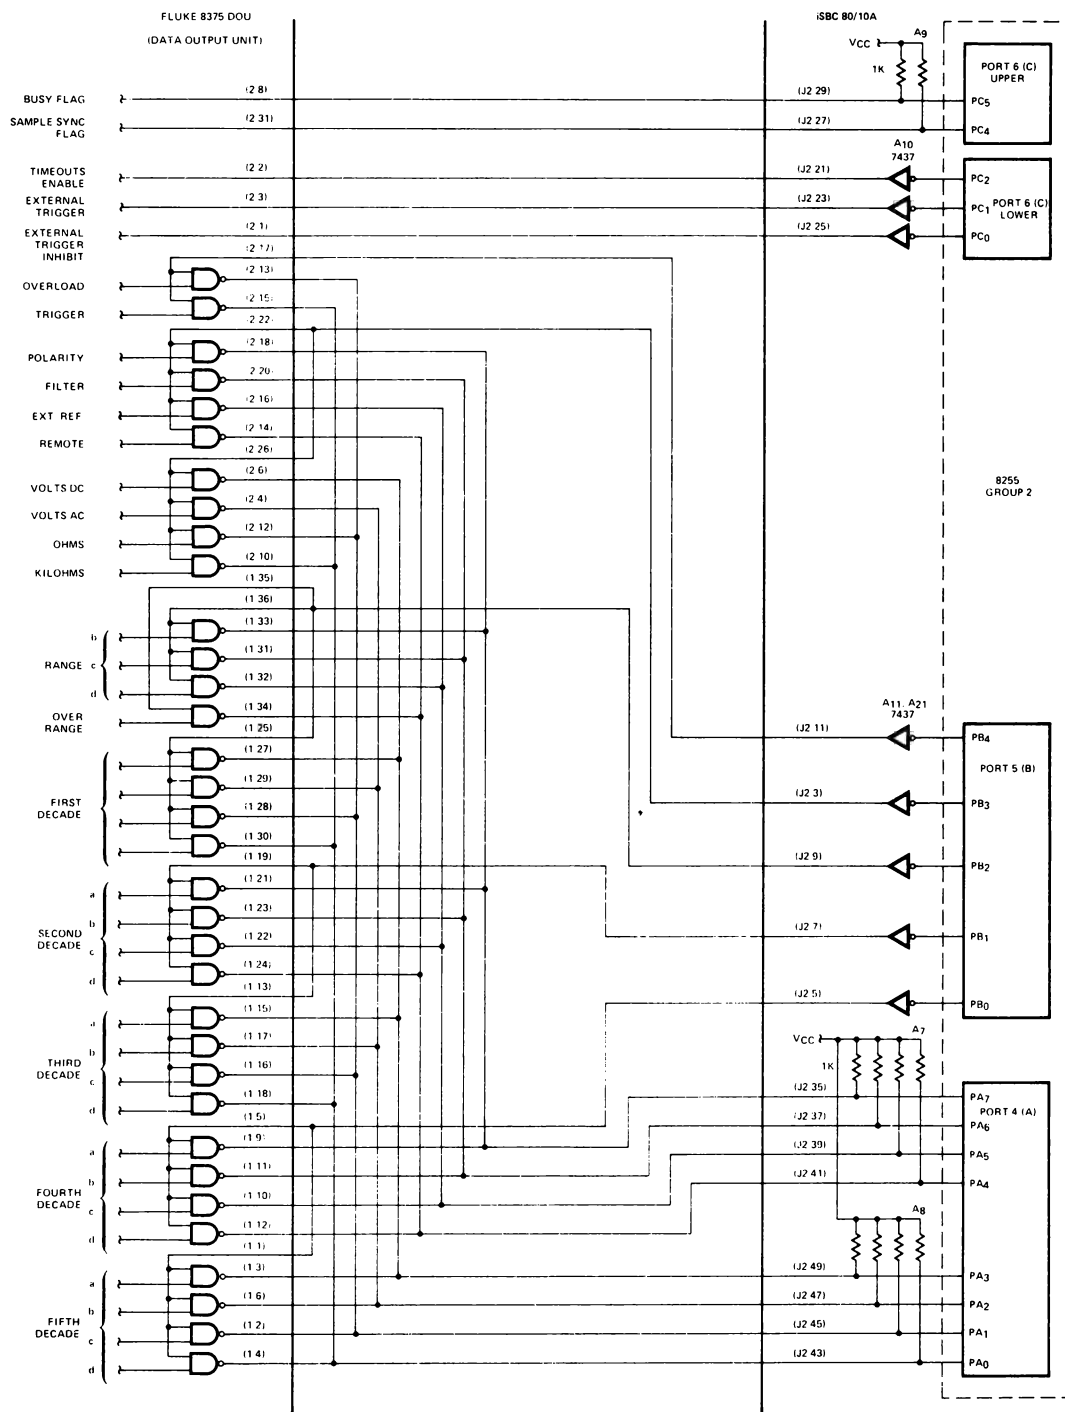 FLUKE 8375 DOU
(DATA OUTPUT UNIT)
iSBC 80/10A
VCC
A9
1K
PORT 6 (C)
UPPER
BUSY FLAG
(2 8)
(J2 29)
PC5
SAMPLE SYNC
FLAG
(2 31)
(J2 27)
PC4
A10
7437
TIMEOUTS
ENABLE
(2 2)
(J2 21)
PC2
EXTERNAL
TRIGGER
(2 3)
(J2 23)
PC1
PORT 6 (C)
LOWER
EXTERNAL
TRIGGER
INHIBIT
(2 1)
(J2 25)
PC0
(2 17)
OVERLOAD
(2 13)
TRIGGER
(2 15)
(2 22)
POLARITY
(2 18)
FILTER
2 20)
EXT REF
(2 16)
REMOTE
(2 14)
(2 26)
VOLTS DC
(2 6)
VOLTS AC
(2 4)
OHMS
(2 12)
KILOHMS
(2 10)
8255
GROUP 2
(1 35)
(1 36)
RANGE
b
(1 33)
c
(1 31)
d
(1 32)
OVER
RANGE
(1 34)
(1 25)
A11, A21
7437
(J2 11)
PB4
PORT 5 (B)
FIRST
DECADE
(1 27)
(1 29)
(1 28)
(1 30)
(J2 3)
PB3
(1 19)
(J2 9)
PB2
SECOND
DECADE
a
(1 21)
b
(1 23)
c
(1 22)
d
(1 24)
(J2 7)
PB1
(1 13)
(J2 5)
PB0
THIRD
DECADE
a
(1 15)
b
(1 17)
c
(1 16)
d
(1 18)
VCC
A7
1K
(1 5)
(J2 35)
PA7
PORT 4 (A)
(J2 37)
PA6
(J2 39)
PA5
(J2 41)
PA4
FOURTH
DECADE
a
(1 9)
b
(1 11)
c
(1 10)
d
(1 12)
A8
(1 1)
FIFTH
DECADE
a
(1 3)
(J2 49)
PA3
b
(1 6)
(J2 47)
PA2
c
(1 2)
(J2 45)
PA1
d
(1 4)
(J2 43)
PA0